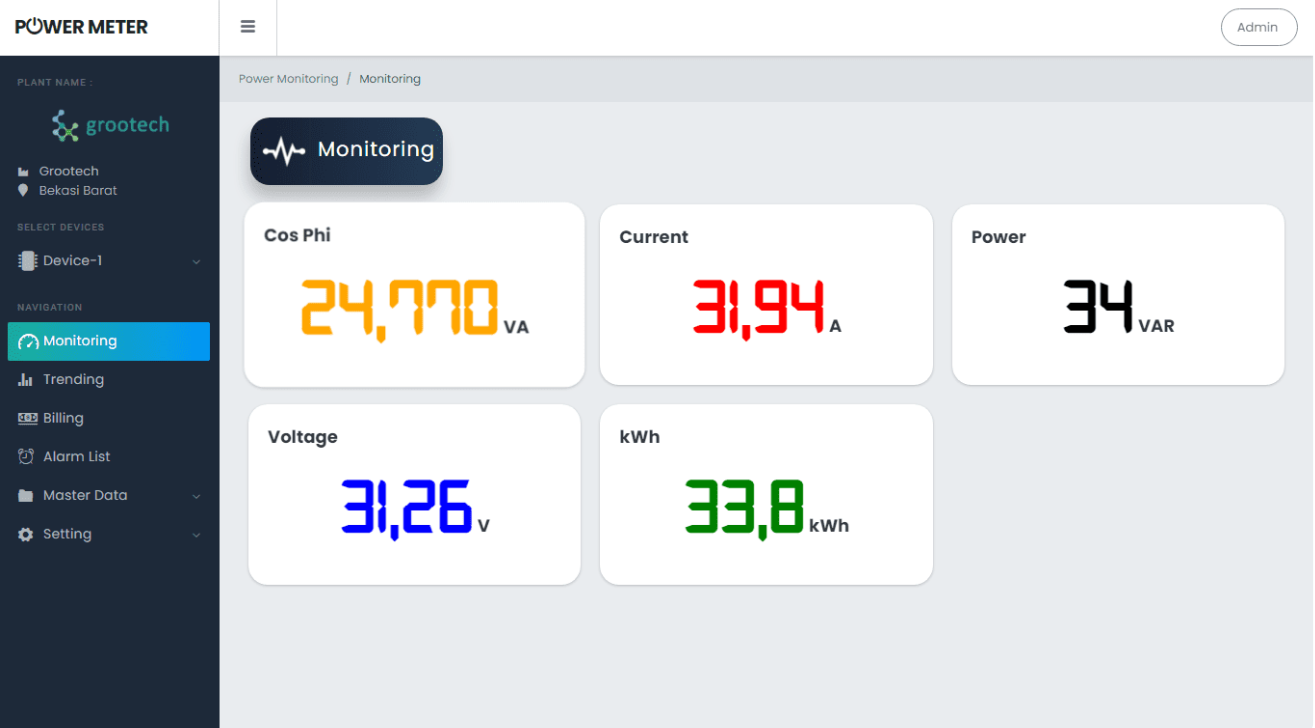 POWER METER
Admin
PLANT NAME :
grootech
Grootech
Bekasi Barat
SELECT DEVICES
Device-1
NAVIGATION
Monitoring
Trending
Billing
Alarm List
Master Data
Setting
Power Monitoring / Monitoring
Monitoring
Cos Phi
24,770 VA
Current
31,94 A
Power
34 VAR
Voltage
31,26 V
kWh
33,8 kWh